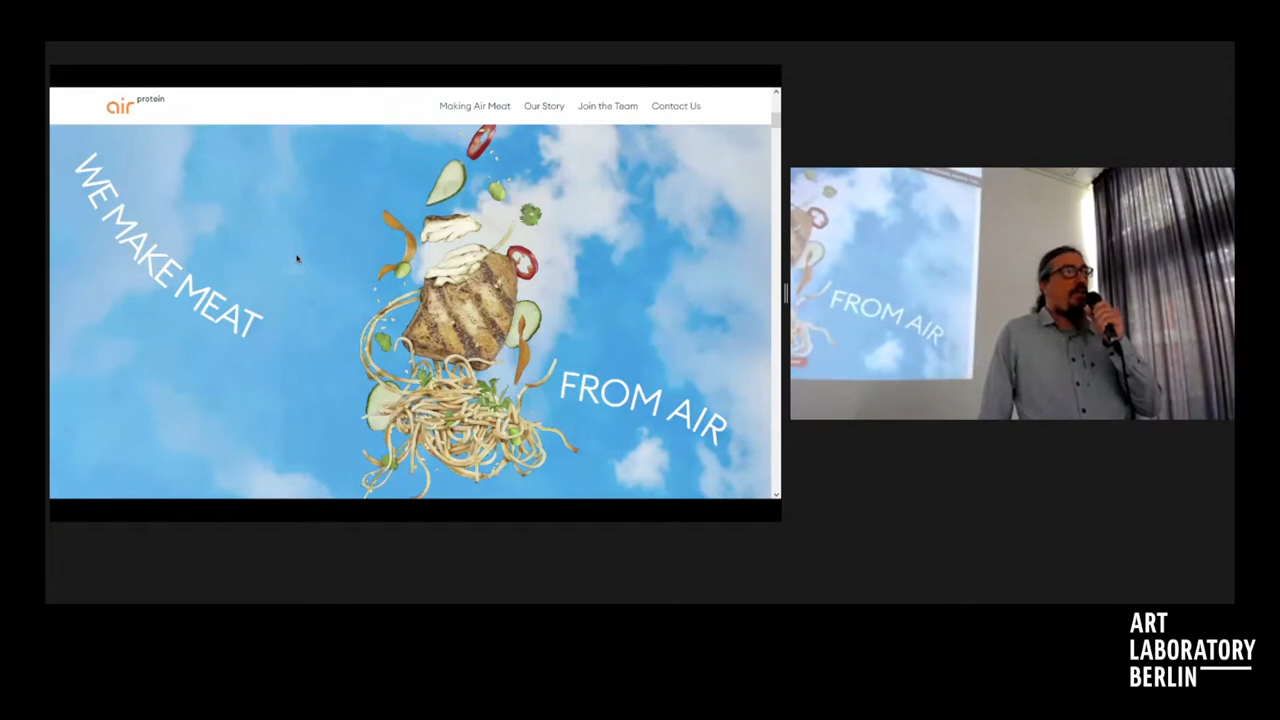 air protein
Making Air Meat Our Story Join the Team Contact Us
WE MAKE MEAT
FROM AIR
FROM AIR
ART
LABORATORY
BERLIN